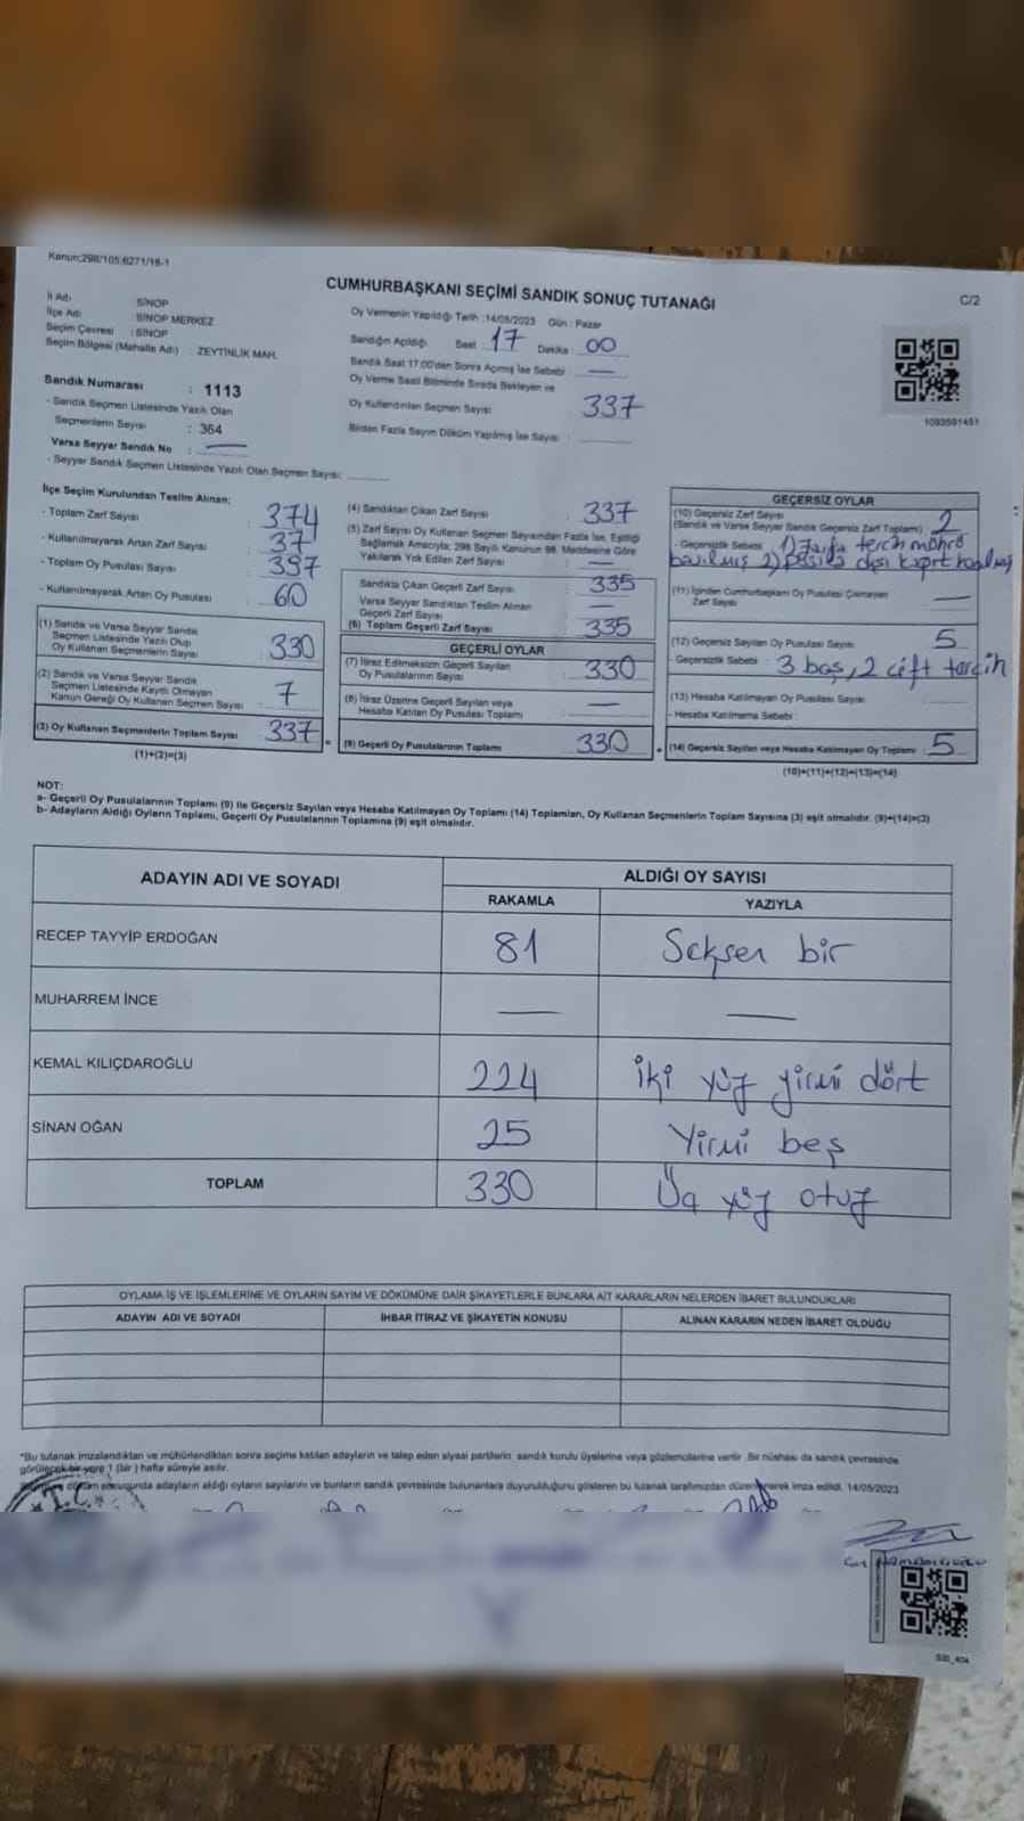 Kanun:298/105,6271/18-1
CUMHURBAŞKANI SEÇİMİ SANDIK SONUÇ TUTANAĞI
C/2
İl Adı SİNOP
İlçe Adı SİNOP MERKEZ
Seçim Çevresi : SİNOP
Seçim Bölgesi (Mahalle Adı) : ZEYTİNLİK MAH.
Oy Vermenin Yapıldığı Tarih :14/05/2023 Gün : Pazar
Sandığın Açıldığı Saat : 17 Dakika : 00
Sandık Saat 17.00'den Sonra Açılmış İse Sebebi : —
Oy Verme Saati Bitiminde Sırada Bekleyen ve
Oy Kullandırılan Seçmen Sayısı 337
Birden Fazla Sayım Döküm Yapılmış İse Sayısı :
1093591451
Sandık Numarası : 1113
- Sandık Seçmen Listesinde Yazılı Olan
Seçmenlerin Sayısı : 364
Varsa Seyyar Sandık No : —
- Seyyar Sandık Seçmen Listesinde Yazılı Olan Seçmen Sayısı:
İlçe Seçim Kurulundan Teslim Alınan:
- Toplam Zarf Sayısı : 374
- Kullanılmayarak Artan Zarf Sayısı : 37
- Toplam Oy Pusulası Sayısı : 397
- Kullanılmayarak Artan Oy Pusulası : 60
(1) Sandık ve Varsa Seyyar Sandık
Seçmen Listesinde Yazılı Olup
Oy Kullanan Seçmenlerin Sayısı : 330
(2) Sandık ve Varsa Seyyar Sandık
Seçmen Listesinde Kayıtlı Olmayan
Kanun Gereği Oy Kullanan Seçmen Sayısı : 7
(3) Oy Kullanan Seçmenlerin Toplam Sayısı : 337
(1)+(2)=(3)
(4) Sandıktan Çıkan Zarf Sayısı : 337
(5) Zarf Sayısı Oy Kullanan Seçmen Sayısından Fazla İse, Eşitliği
Sağlamak Amacıyla; 298 Sayılı Kanunun 98. Maddesine Göre
Yakılarak Yok Edilen Zarf Sayısı : —
Sandıkta Çıkan Geçerli Zarf Sayısı : 335
Varsa Seyyar Sandıktan Teslim Alınan
Geçerli Zarf Sayısı : —
(6) Toplam Geçerli Zarf Sayısı 335
GEÇERLİ OYLAR
(7) İtiraz Edilmeksizin Geçerli Sayılan
Oy Pusulalarının Sayısı : 330
(8) İtiraz Üzerine Geçerli Sayılan veya
Hesaba Katılan Oy Pusulası Toplamı : —
(9) Geçerli Oy Pusulalarının Toplamı : 330
GEÇERSİZ OYLAR
(10) Geçersiz Zarf Sayısı
(Sandık ve Varsa Seyyar Sandık Geçersiz Zarf Toplamı) : 2
- Geçersizlik Sebebi : 1) Zarfa tercih mührü
basılmış 2) pusula dışı kağıt
(11) İçinden Cumhurbaşkanı Oy Pusulası Çıkmayan
Zarf Sayısı : —
(12) Geçersiz Sayılan Oy Pusulası Sayısı : 5
- Geçersizlik Sebebi : 3 boş, 2 çift tercih
(13) Hesaba Katılmayan Oy Pusulası Sayısı
- Hesaba Katılmama Sebebi :
(14) Geçersiz Sayılan veya Hesaba Katılmayan Oy Toplamı : 5
(10)+(11)+(12)+(13)=(14)
NOT:
a- Geçerli Oy Pusulalarının Toplamı (9) ile Geçersiz Sayılan veya Hesaba Katılmayan Oy Toplamı (14) Toplamları, Oy Kullanan Seçmenlerin Toplam Sayısına (3) eşit olmalıdır. (9)+(14)=(3)
b- Adayların Aldığı Oyların Toplamı, Geçerli Oy Pusulalarının Toplamına (9) eşit olmalıdır.
ADAYIN ADI VE SOYADI
ALDIĞI OY SAYISI
RAKAMLA YAZIYLA
RECEP TAYYİP ERDOĞAN 81 Seksen bir
MUHARREM İNCE — —
KEMAL KILIÇDAROĞLU 224 iki yüz yirmi dört
SİNAN OĞAN 25 Yirmi beş
TOPLAM 330 Üç yüz otuz
OYLAMA İŞ VE İŞLEMLERİNE VE OYLARIN SAYIM VE DÖKÜMÜNE DAİR ŞİKAYETLERLE BUNLARA AİT KARARLARIN NELERDEN İBARET BULUNDUKLARI
ADAYIN ADI VE SOYADI İHBAR İTİRAZ VE ŞİKAYETİN KONUSU ALINAN KARARIN NEDEN İBARET OLDUĞU
*Bu tutanak imzalandıktan ve mühürlendikten sonra seçime katılan adayların ve talep eden siyasi partilerin sandık kurulu üyelerine veya gözlemcilerine verilir. Bir nüshası da sandık çevresinde
görülecek bir yere 1 (bir) hafta süreyle asılır.
sonucunda adayların aldığı oyların sayılarını ve bunların sandık çevresinde bulunanlara duyurulduğunu gösteren bu tutanak tarafımızdan düzenlenerek imza edildi. 14/05/2023
T.C.